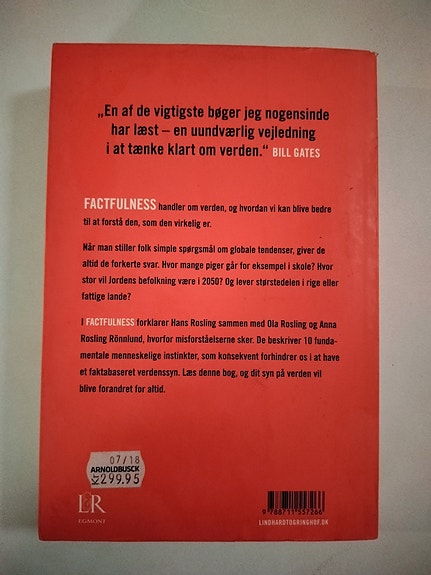 „En af de vigtigste bøger jeg nogensinde
har læst – en uundværlig vejledning
i at tænke klart om verden.“ BILL GATES
FACTFULNESS handler om verden, og hvordan vi kan blive bedre
til at forstå den, som den virkelig er.
Når man stiller folk simple spørgsmål om globale tendenser, giver de
altid de forkerte svar. Hvor mange piger går for eksempel i skole? Hvor
stor vil Jordens befolkning være i 2050? Og lever størstedelen i rige eller
fattige lande?
I FACTFULNESS forklarer Hans Rosling sammen med Ola Rosling og Anna
Rosling Rönnlund, hvorfor misforståelserne sker. De beskriver 10 funda-
mentale menneskelige instinkter, som konsekvent forhindrer os i at have
et faktabaseret verdenssyn. Læs denne bog, og dit syn på verden vil
blive forandret for altid.
07/18
ARNOLDBUSCK
KR 299.95
L&R
EGMONT
9 788711 557266
LINDHARDTOGRINGHOF.DK